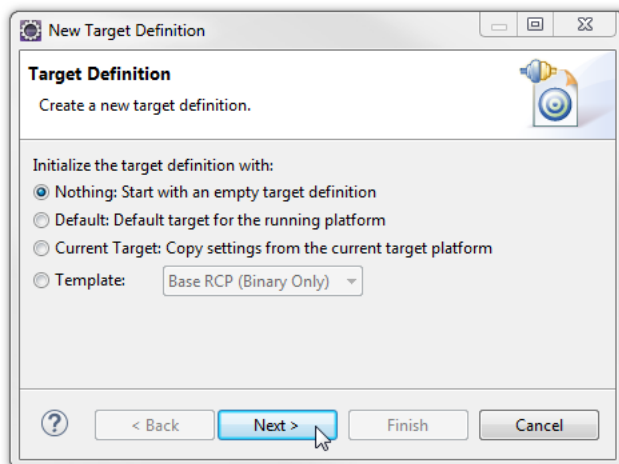 New Target Definition
Target Definition
Create a new target definition.
Initialize the target definition with:
Nothing: Start with an empty target definition
Default: Default target for the running platform
Current Target: Copy settings from the current target platform
Template: Base RCP (Binary Only)
? < Back Next > Finish Cancel